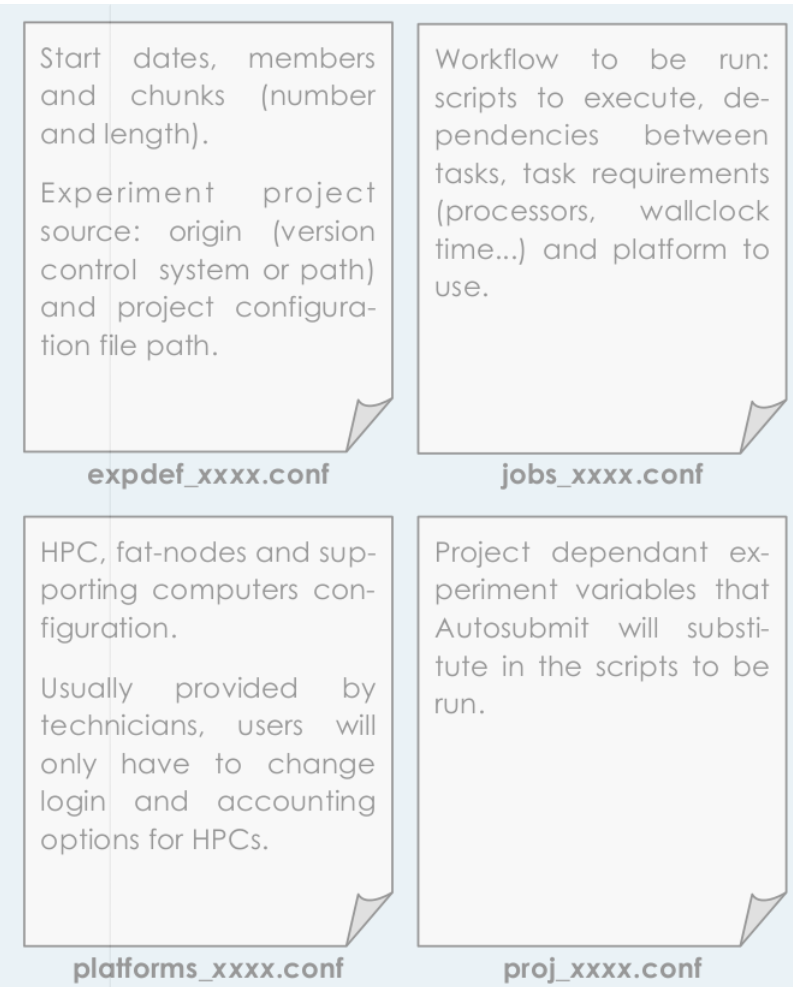 Start dates, members
and chunks (number
and length).
Experiment project
source: origin (version
control system or path)
and project configura-
tion file path.
expdef_xxxx.conf
Workflow to be run:
scripts to execute, de-
pendencies between
tasks, task requirements
(processors, wallclock
time...) and platform to
use.
jobs_xxxx.conf
HPC, fat-nodes and sup-
porting computers con-
figuration.
Usually provided by
technicians, users will
only have to change
login and accounting
options for HPCs.
platforms_xxxx.conf
Project dependant ex-
periment variables that
Autosubmit will substi-
tute in the scripts to be
run.
proj_xxxx.conf